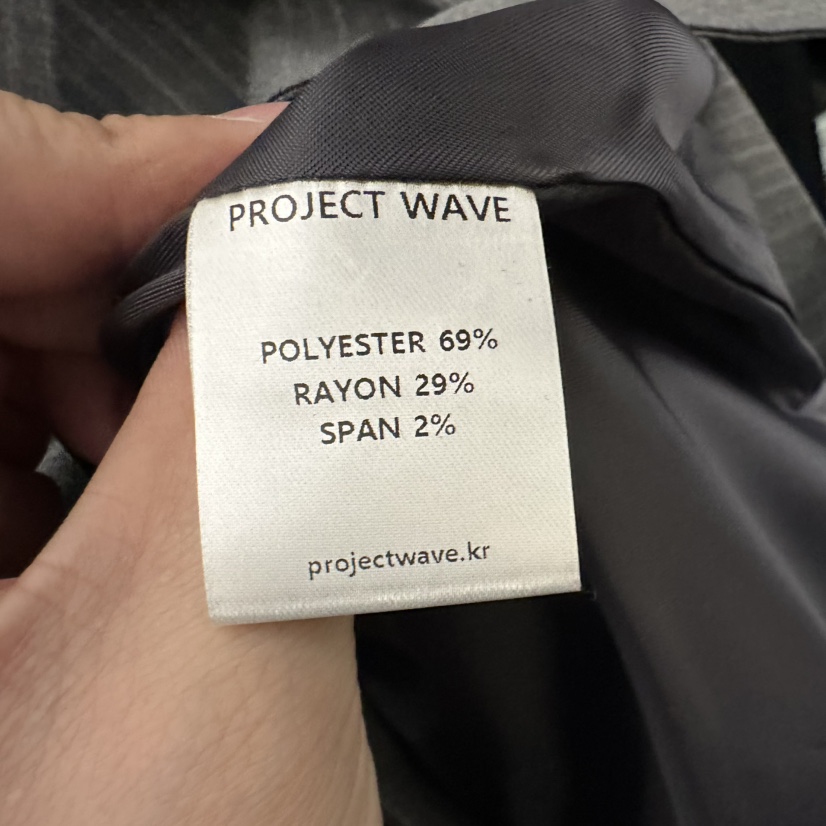 PROJECT WAVE
POLYESTER 69%
RAYON 29%
SPAN 2%
projectwave.kr